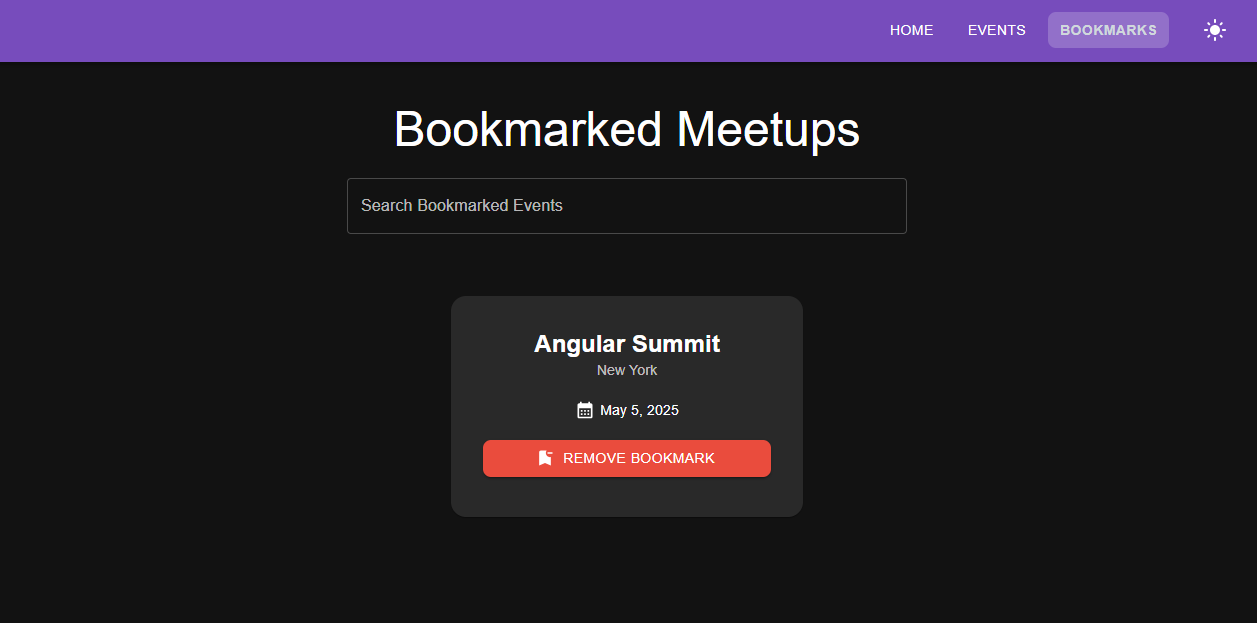 HOME EVENTS BOOKMARKS
Bookmarked Meetups
Search Bookmarked Events
Angular Summit
New York
May 5, 2025
REMOVE BOOKMARK